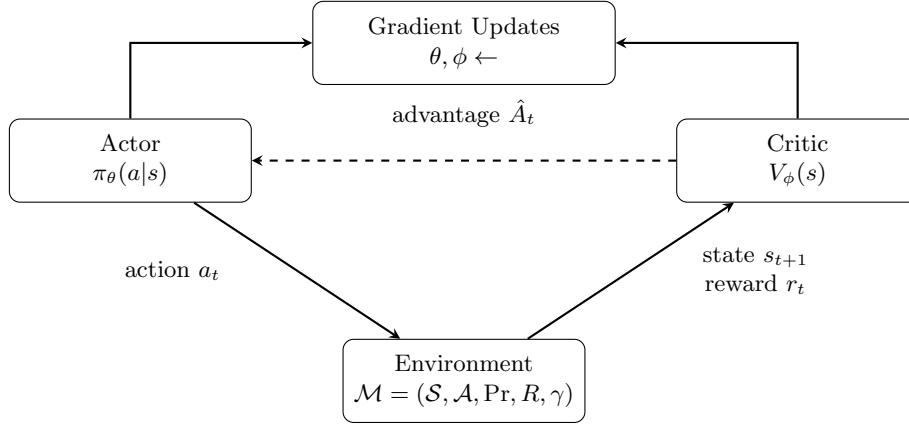 Gradient Updates
θ, ϕ ←
advantage Â_t
Actor
π_θ(a|s)
Critic
V_ϕ(s)
action a_t
state s_{t+1}
reward r_t
Environment
ℳ = (𝒮, 𝒜, Pr, R, γ)